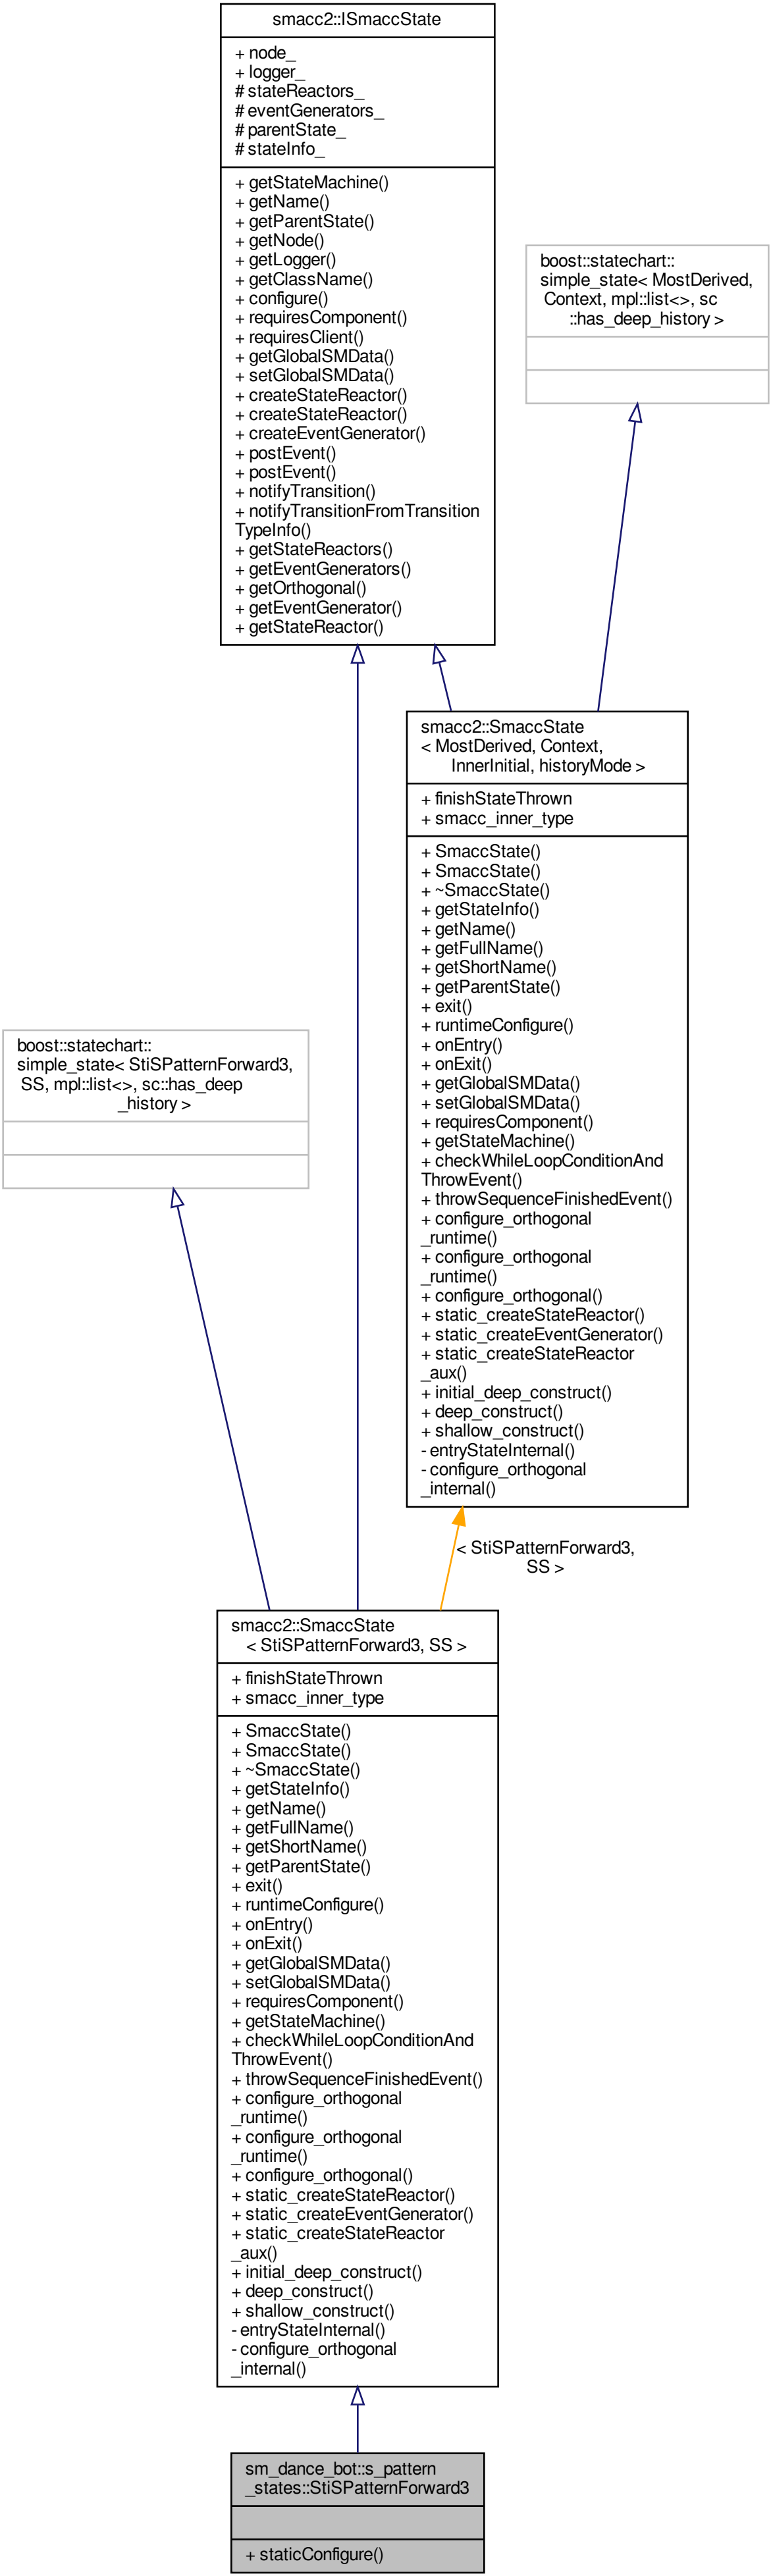 smacc2::ISmaccState
+ node_
+ logger_
# stateReactors_
# eventGenerators_
# parentState_
# stateInfo_
+ getStateMachine()
+ getName()
+ getParentState()
+ getNode()
+ getLogger()
+ getClassName()
+ configure()
+ requiresComponent()
+ requiresClient()
+ getGlobalSMData()
+ setGlobalSMData()
+ createStateReactor()
+ createStateReactor()
+ createEventGenerator()
+ postEvent()
+ postEvent()
+ notifyTransition()
+ notifyTransitionFromTransition
TypeInfo()
+ getStateReactors()
+ getEventGenerators()
+ getOrthogonal()
+ getEventGenerator()
+ getStateReactor()
boost::statechart::
simple_state< MostDerived,
Context, mpl::list<>, sc
::has_deep_history >
smacc2::SmaccState
< MostDerived, Context,
InnerInitial, historyMode >
+ finishStateThrown
+ smacc_inner_type
+ SmaccState()
+ SmaccState()
+ ~SmaccState()
+ getStateInfo()
+ getName()
+ getFullName()
+ getShortName()
+ getParentState()
+ exit()
+ runtimeConfigure()
+ onEntry()
+ onExit()
+ getGlobalSMData()
+ setGlobalSMData()
+ requiresComponent()
+ getStateMachine()
+ checkWhileLoopConditionAnd
ThrowEvent()
+ throwSequenceFinishedEvent()
+ configure_orthogonal
_runtime()
+ configure_orthogonal
_runtime()
+ configure_orthogonal()
+ static_createStateReactor()
+ static_createEventGenerator()
+ static_createStateReactor
_aux()
+ initial_deep_construct()
+ deep_construct()
+ shallow_construct()
- entryStateInternal()
- configure_orthogonal
_internal()
boost::statechart::
simple_state< StiSPatternForward3,
SS, mpl::list<>, sc::has_deep
_history >
< StiSPatternForward3,
SS >
smacc2::SmaccState
< StiSPatternForward3, SS >
+ finishStateThrown
+ smacc_inner_type
+ SmaccState()
+ SmaccState()
+ ~SmaccState()
+ getStateInfo()
+ getName()
+ getFullName()
+ getShortName()
+ getParentState()
+ exit()
+ runtimeConfigure()
+ onEntry()
+ onExit()
+ getGlobalSMData()
+ setGlobalSMData()
+ requiresComponent()
+ getStateMachine()
+ checkWhileLoopConditionAnd
ThrowEvent()
+ throwSequenceFinishedEvent()
+ configure_orthogonal
_runtime()
+ configure_orthogonal
_runtime()
+ configure_orthogonal()
+ static_createStateReactor()
+ static_createEventGenerator()
+ static_createStateReactor
_aux()
+ initial_deep_construct()
+ deep_construct()
+ shallow_construct()
- entryStateInternal()
- configure_orthogonal
_internal()
sm_dance_bot::s_pattern
_states::StiSPatternForward3
+ staticConfigure()